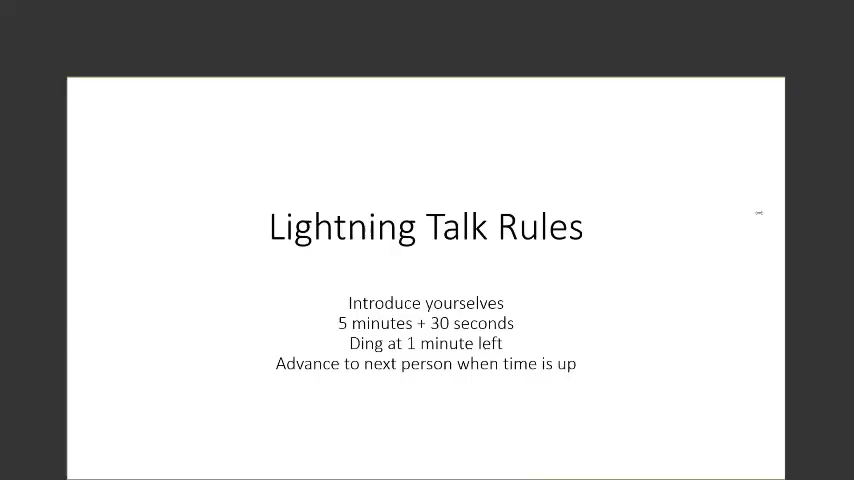 Lightning Talk Rules
Introduce yourselves
5 minutes + 30 seconds
Ding at 1 minute left
Advance to next person when time is up